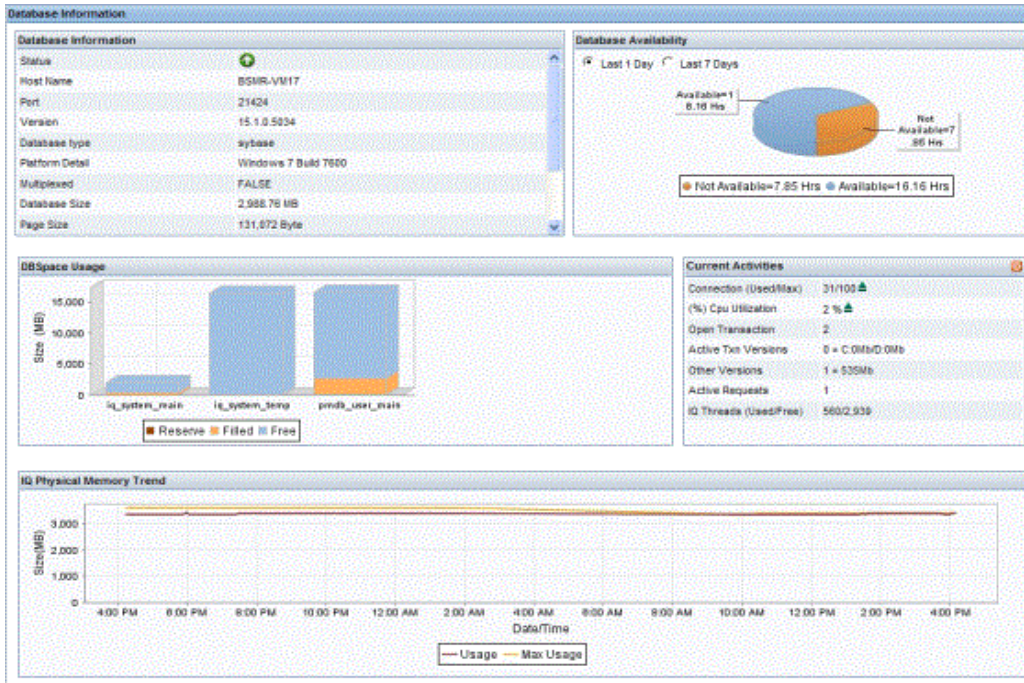 Database Information
Database Information
Status
Host Name BSMR-VM17
Port 21424
Version 15.1.0.5034
Database type sybase
Platform Detail Windows 7 Build 7600
Multiplexed FALSE
Database Size 2,988.76 MB
Page Size 131,072 Byte
Database Availability
Last 1 Day Last 7 Days
Available=1
6.16 Hrs
Not
Available=7
.85 Hrs
Not Available=7.85 Hrs Available=16.16 Hrs
DBSpace Usage
Size (MB)
15,000
10,000
5,000
0
iq_system_main iq_system_temp pmdb_user_main
Reserve Filled Free
Current Activities
Connection (Used/Max) 31/100
(%) Cpu Utilization 2 %
Open Transaction 2
Active Txn Versions 0 = C:0Mb/D:0Mb
Other Versions 1 = 535Mb
Active Requests 1
IQ Threads (Used/Free) 560/2,939
IQ Physical Memory Trend
Size(MB)
3,000
2,000
1,000
0
4:00 PM 6:00 PM 8:00 PM 10:00 PM 12:00 AM 2:00 AM 4:00 AM 6:00 AM 8:00 AM 10:00 AM 12:00 PM 2:00 PM 4:00 PM
Date/Time
Usage Max Usage